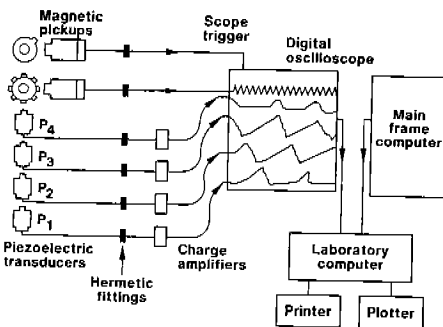 Magnetic
pickups
Scope
trigger
Digital
oscilloscope
Main
frame
computer
P4
P3
P2
P1
Piezoelectric
transducers
Charge
amplifiers
Hermetic
fittings
Laboratory
computer
Printer
Plotter